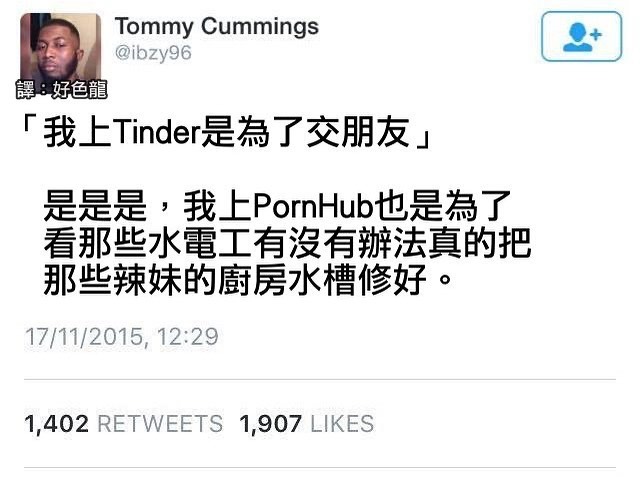 Tommy Cummings
@ibzy96
譯：好色龍
「我上Tinder是為了交朋友」
是是是，我上PornHub也是為了
看那些水電工有沒有辦法真的把
那些辣妹的廚房水槽修好。
17/11/2015, 12:29
1,402 RETWEETS 1,907 LIKES